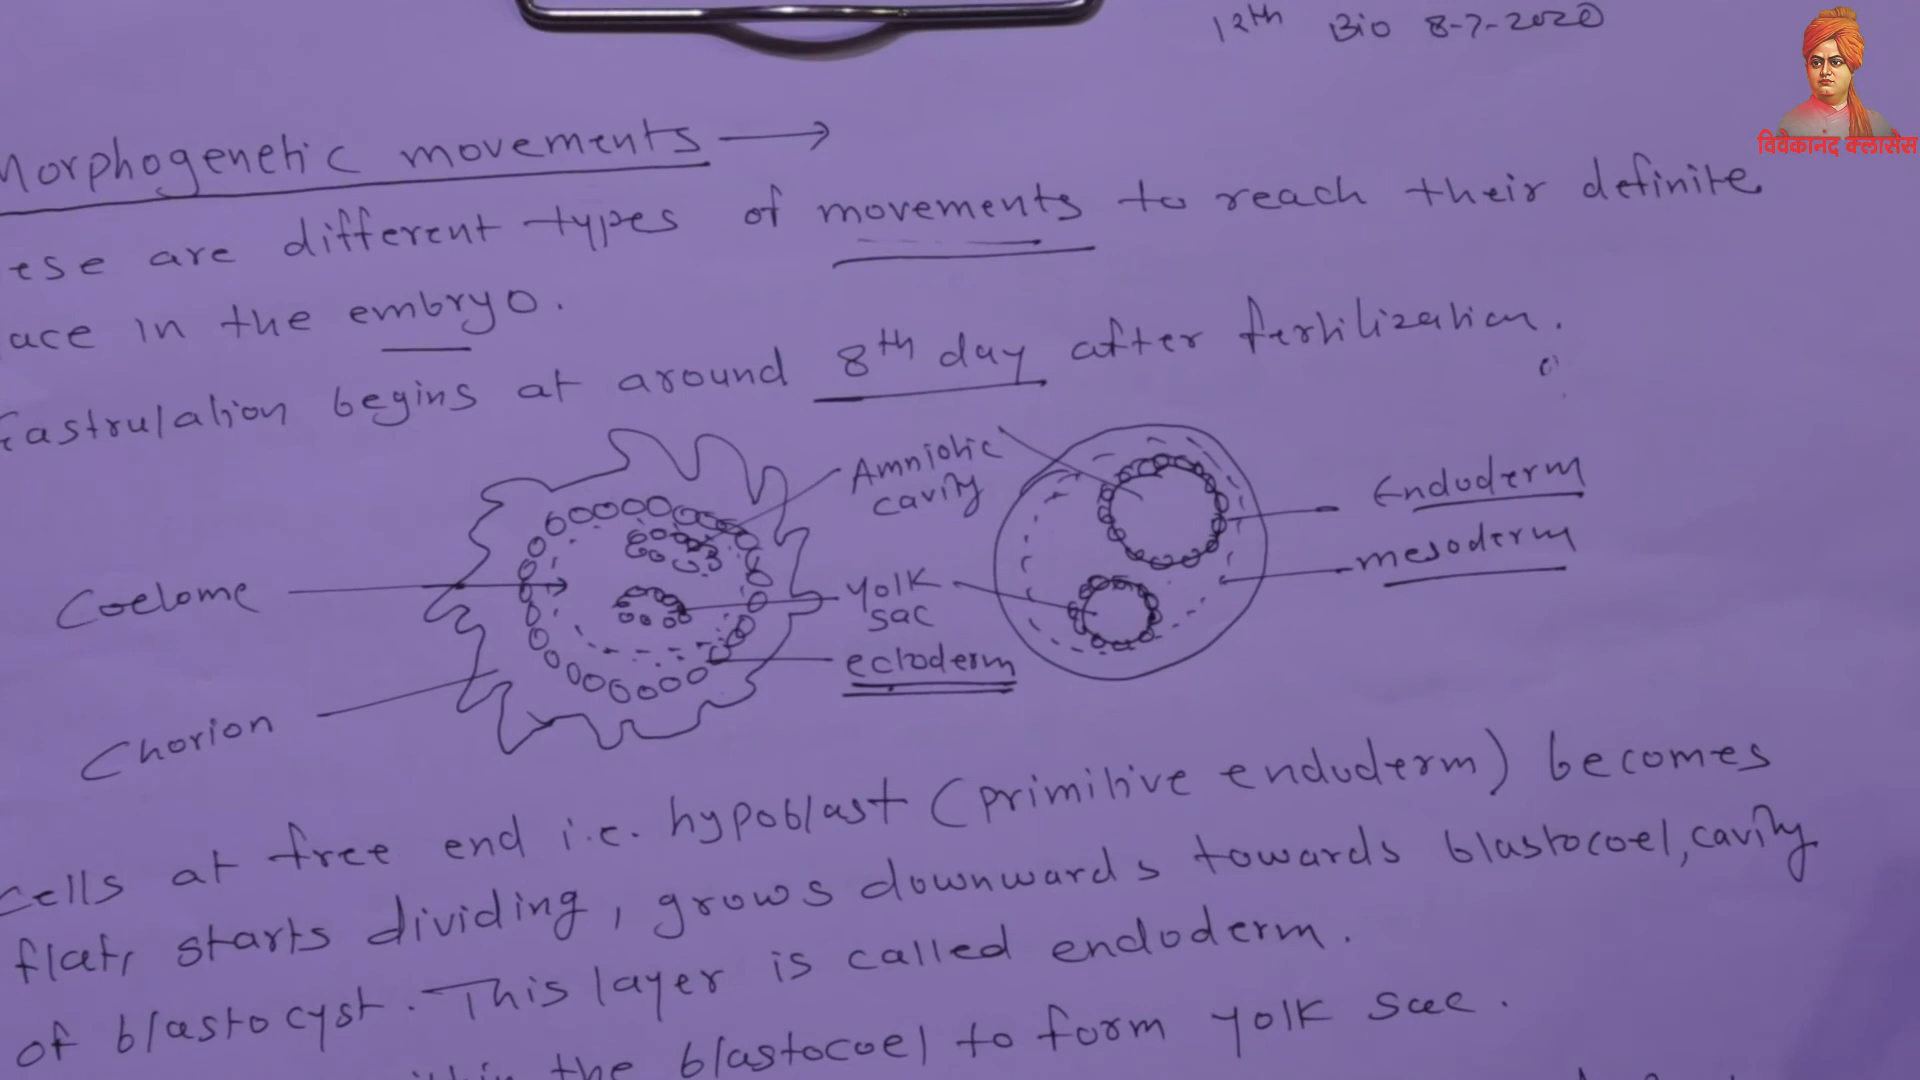 12th Bio 8-7-2020
विवेकानंद क्लासेस
Morphogenetic movements →
ese are different types of movements to reach their definite
ace in the embryo.
Gastrulation begins at around 8th day after fertilization.
Amniotic cavity
Endoderm
mesoderm
Coelome
yolk sac
ectoderm
Chorion
cells at free end i.e. hypoblast (primitive endoderm) becomes
flat, starts dividing, grows downwards towards blastocoel, cavity
of blastocyst. This layer is called endoderm.
the blastocoel to form yolk sac.